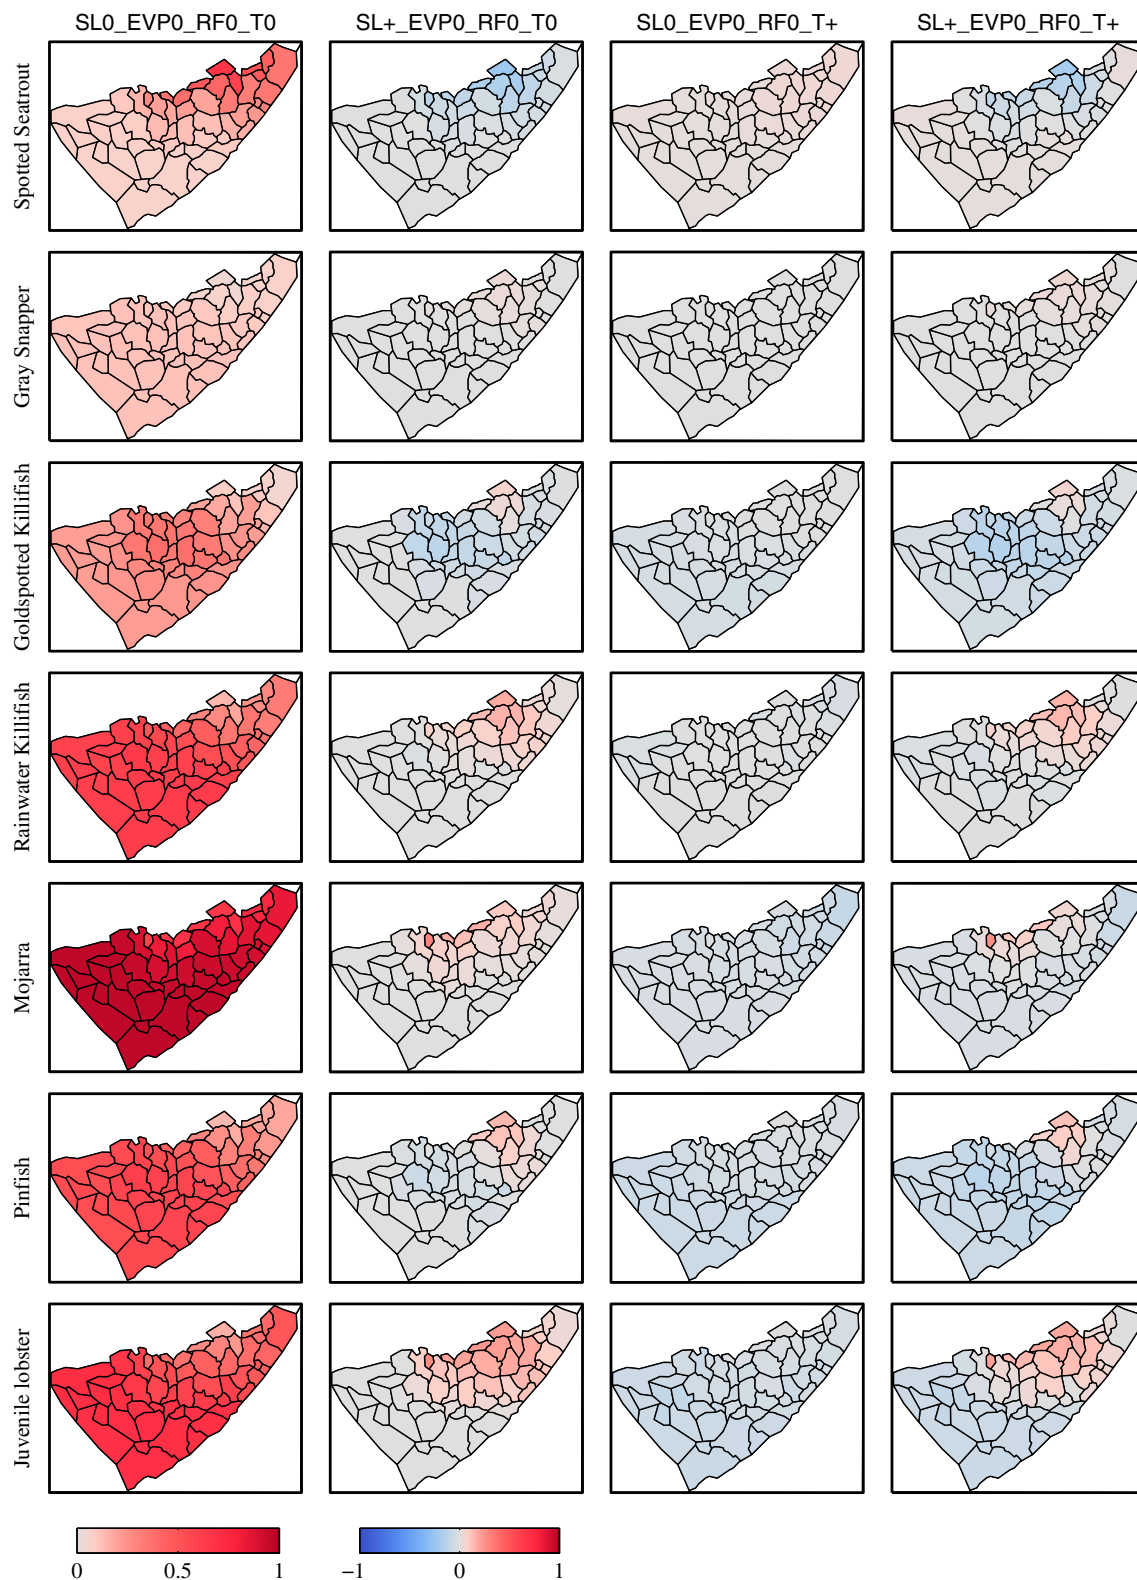 SL0_EVP0_RF0_T0 SL+_EVP0_RF0_T0 SL0_EVP0_RF0_T+ SL+_EVP0_RF0_T+
Spotted Seatrout
Gray Snapper
Goldspotted Killifish
Rainwater Killifish
Mojarra
Pinfish
Juvenile lobster
0 0.5 1 −1 0 1